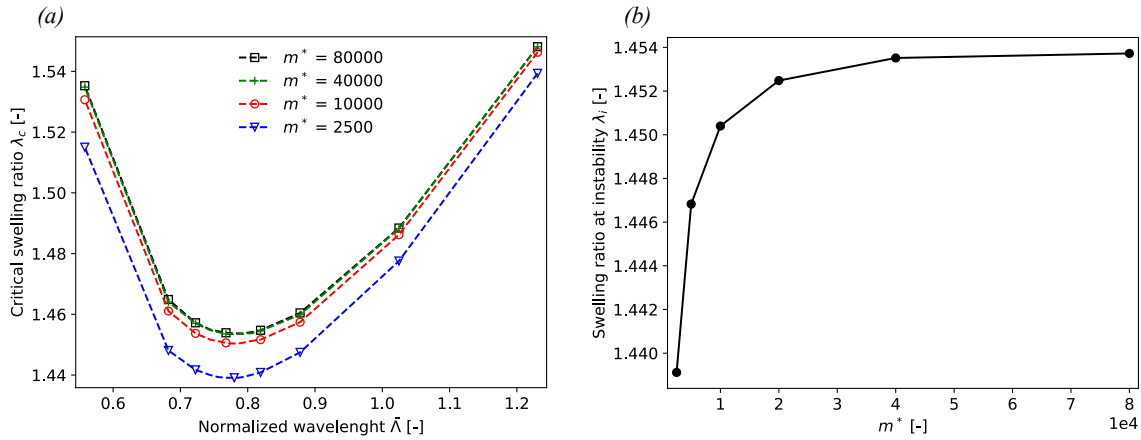 (a)
Critical swelling ratio λc [-]
1.54
1.52
1.50
1.48
1.46
1.44
m* = 80000
m* = 40000
m* = 10000
m* = 2500
0.6 0.7 0.8 0.9 1.0 1.1 1.2
Normalized wavelenght Λ̄ [-]
(b)
Swelling ratio at instability λi [-]
1.454
1.452
1.450
1.448
1.446
1.444
1.442
1.440
1 2 3 4 5 6 7 8
1e4
m* [-]